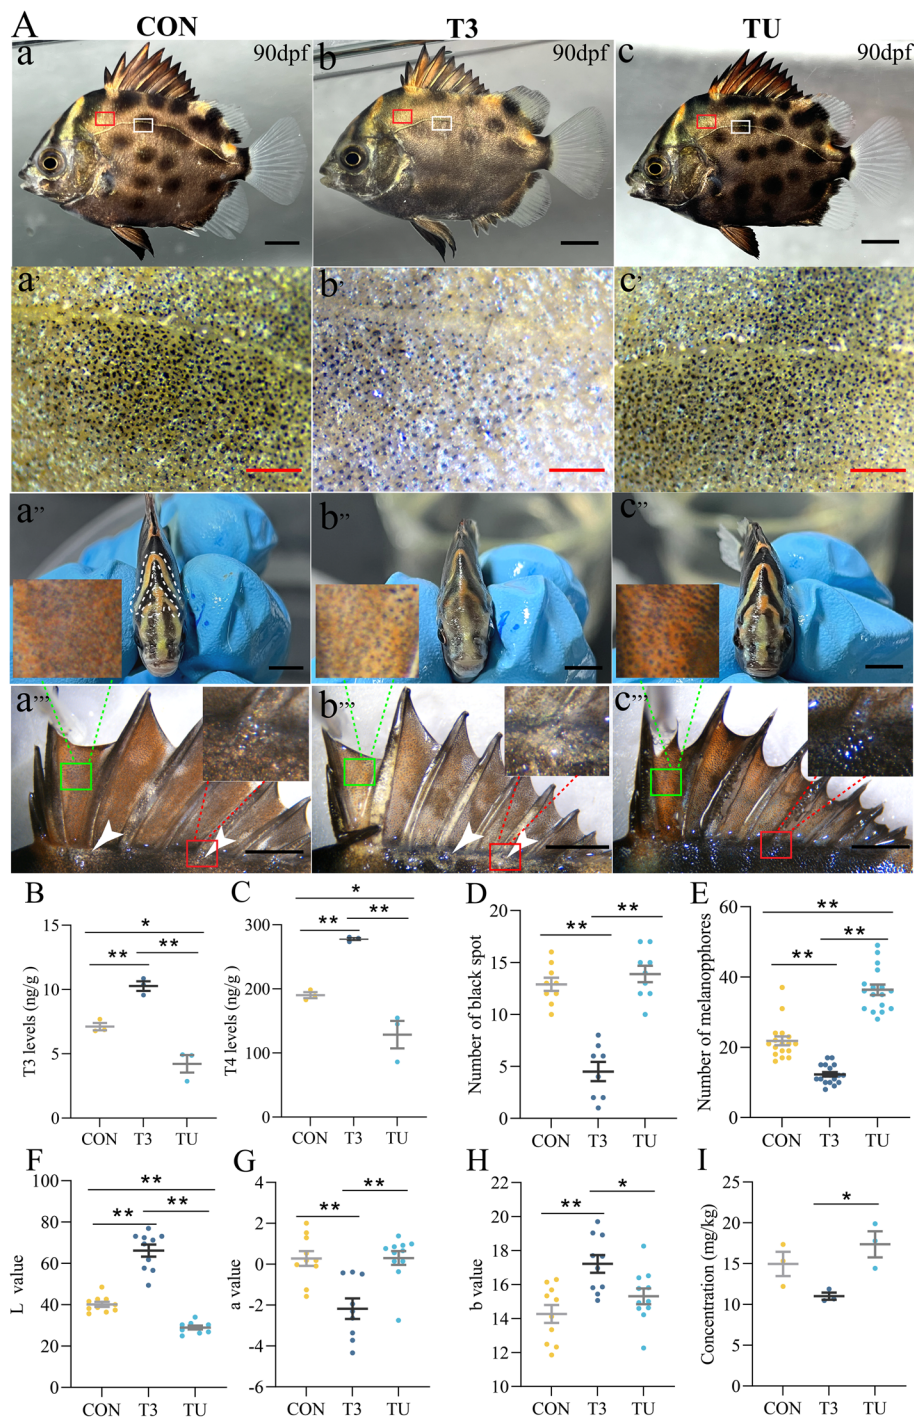 A
CON
T3
TU
a
90dpf
b
90dpf
c
90dpf
a'
b'
c'
a''
b''
c''
a'''
b'''
c'''
B
T3 levels (ng/g )
15
10
5
0
*
**
**
CON
T3
TU
C
T4 levels (ng/g )
300
200
100
0
*
**
**
CON
T3
TU
D
Number of black spot
20
15
10
5
0
**
**
CON
T3
TU
E
Number of melanopphores
60
40
20
0
**
**
**
CON
T3
TU
F
L value
100
80
60
40
20
0
**
**
**
CON
T3
TU
G
a value
4
2
0
-2
-4
-6
**
**
CON
T3
TU
H
b value
22
20
18
16
14
12
10
**
*
CON
T3
TU
I
Concentration (mg/kg)
25
20
15
10
5
0
*
CON
T3
TU